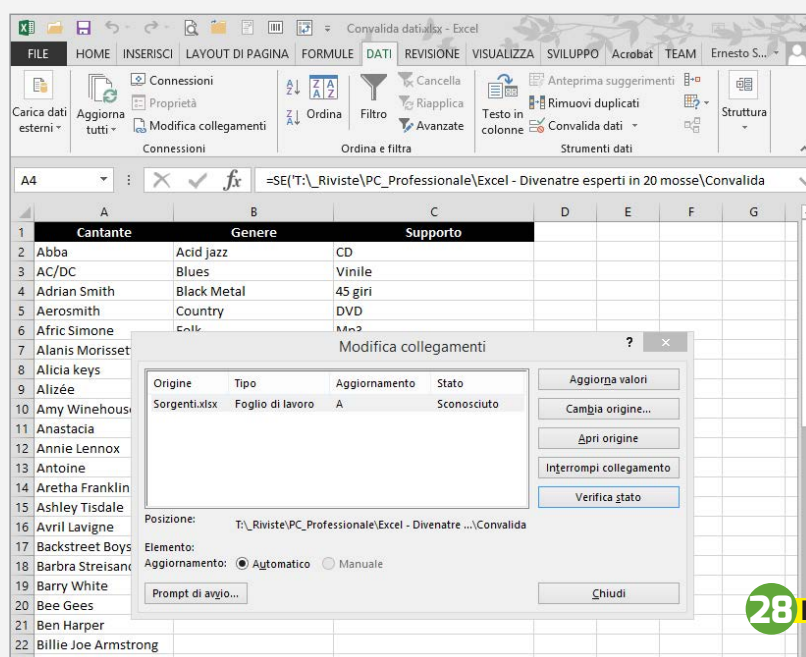 Convalida dati.xlsx - Excel
FILE HOME INSERISCI LAYOUT DI PAGINA FORMULE DATI REVISIONE VISUALIZZA SVILUPPO Acrobat TEAM Ernesto S...
Carica dati esterni
Aggiorna tutti
Connessioni
Proprietà
Modifica collegamenti
Connessioni
Ordina
Filtro
Cancella
Riapplica
Avanzate
Ordina e filtra
Testo in colonne
Anteprima suggerimenti
Rimuovi duplicati
Convalida dati
Strumenti dati
Struttura
A4 fx =SE('T:\_Riviste\PC_Professionale\Excel - Divenatre esperti in 20 mosse\Convalida
A B C D E F G
1 Cantante Genere Supporto
2 Abba Acid jazz CD
3 AC/DC Blues Vinile
4 Adrian Smith Black Metal 45 giri
5 Aerosmith Country DVD
6 Afric Simone Folk Mp3
7 Alanis Morisset
8 Alicia keys
9 Alizée
10 Amy Winehous
11 Anastacia
12 Annie Lennox
13 Antoine
14 Aretha Franklin
15 Ashley Tisdale
16 Avril Lavigne
17 Backstreet Boys
18 Barbra Streisand
19 Barry White
20 Bee Gees
21 Ben Harper
22 Billie Joe Armstrong
Modifica collegamenti ?
Origine Tipo Aggiornamento Stato
Sorgenti.xlsx Foglio di lavoro A Sconosciuto
Aggiorna valori
Cambia origine...
Apri origine
Interrompi collegamento
Verifica stato
Posizione: T:\_Riviste\PC_Professionale\Excel - Divenatre ...\Convalida
Elemento:
Aggiornamento: Automatico Manuale
Prompt di avvio...
Chiudi
28